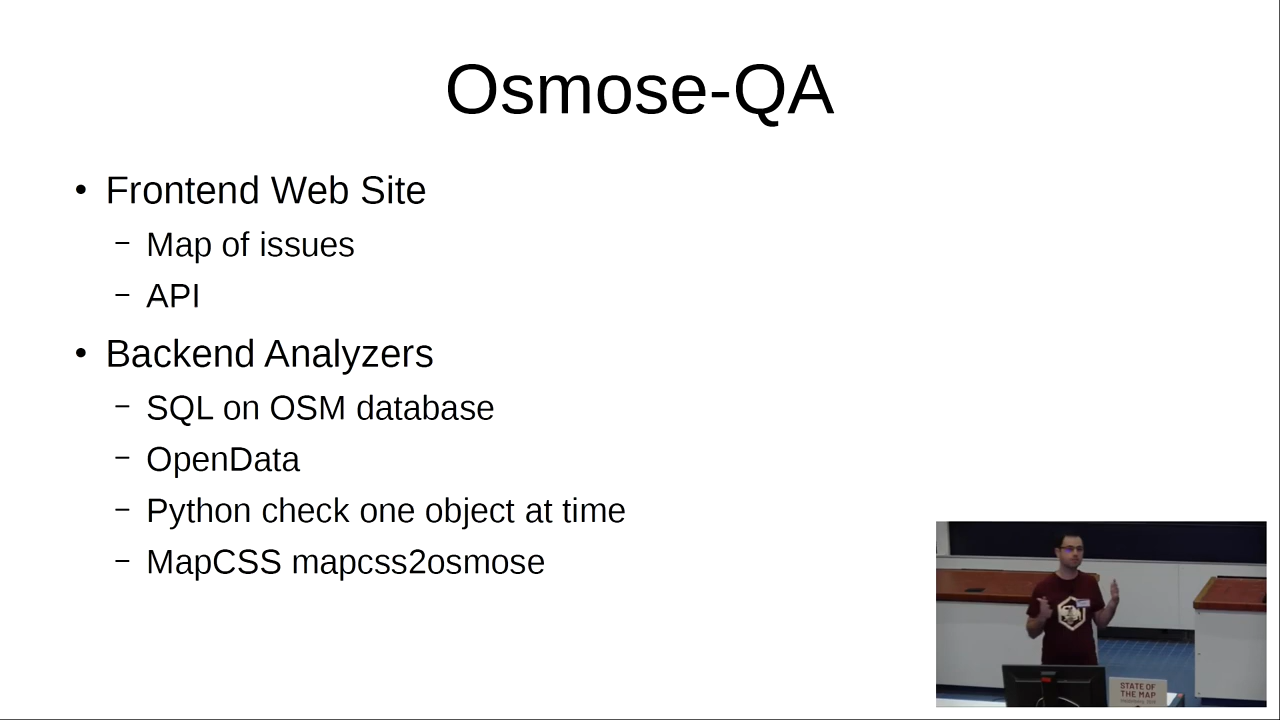 Osmose-QA
• Frontend Web Site
– Map of issues
– API
• Backend Analyzers
– SQL on OSM database
– OpenData
– Python check one object at time
– MapCSS mapcss2osmose
STATE OF
THE MAP